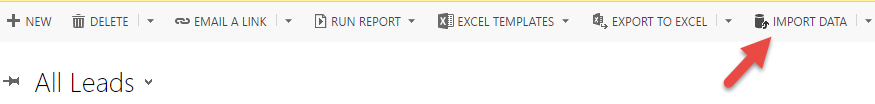 NEW DELETE EMAIL A LINK RUN REPORT EXCEL TEMPLATES EXPORT TO EXCEL IMPORT DATA
All Leads